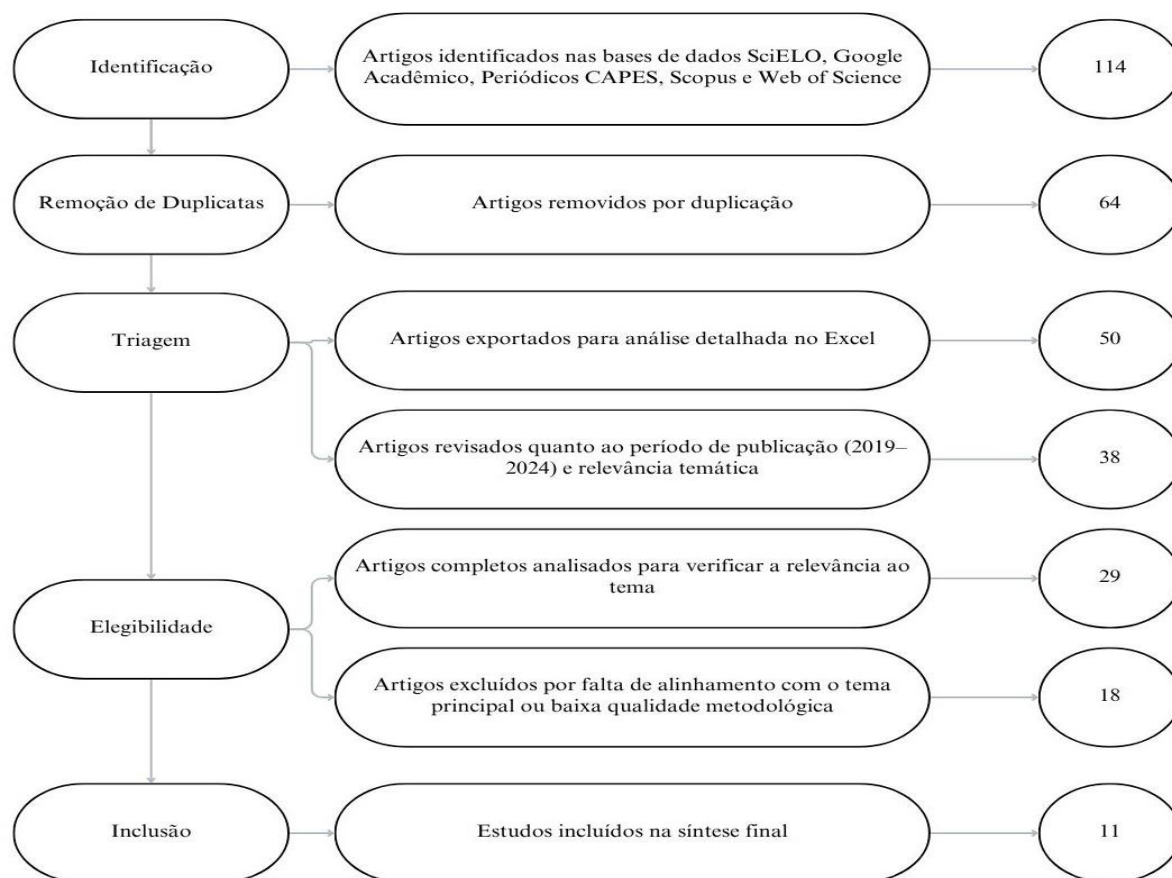 Identificação
Artigos identificados nas bases de dados SciELO, Google
Acadêmico, Periódicos CAPES, Scopus e Web of Science
114
Remoção de Duplicatas
Artigos removidos por duplicação
64
Triagem
Artigos exportados para análise detalhada no Excel
50
Artigos revisados quanto ao período de publicação (2019–
2024) e relevância temática
38
Elegibilidade
Artigos completos analisados para verificar a relevância ao
tema
29
Artigos excluídos por falta de alinhamento com o tema
principal ou baixa qualidade metodológica
18
Inclusão
Estudos incluídos na síntese final
11